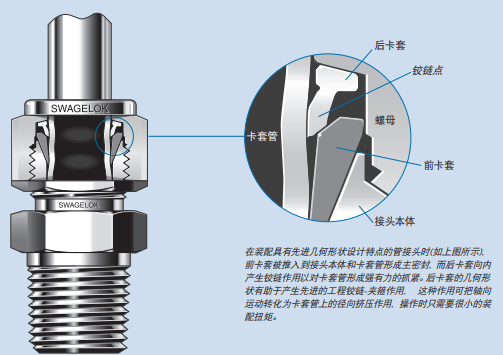 后卡套
铰链点
SWAGELOK
螺母
卡套管
前卡套
SWAGELOK
接头本体
在装配具有先进几何形状设计特点的管接头时(如上图所示),
前卡套被推入到接头本体和卡套管形成主密封, 而后卡套向内
产生铰链作用以对卡套管形成强有力的抓紧。后卡套的几何形
状有助于产生先进的工程铰链-夹箍作用, 这种作用可把轴向
运动转化为卡套管上的径向挤压作用, 操作时只需要很小的装
配扭矩。